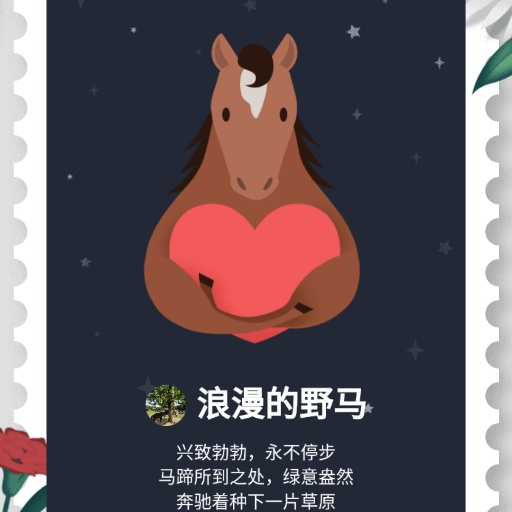 浪漫的野马
兴致勃勃，永不停步
马蹄所到之处，绿意盎然
奔驰着种下一片草原